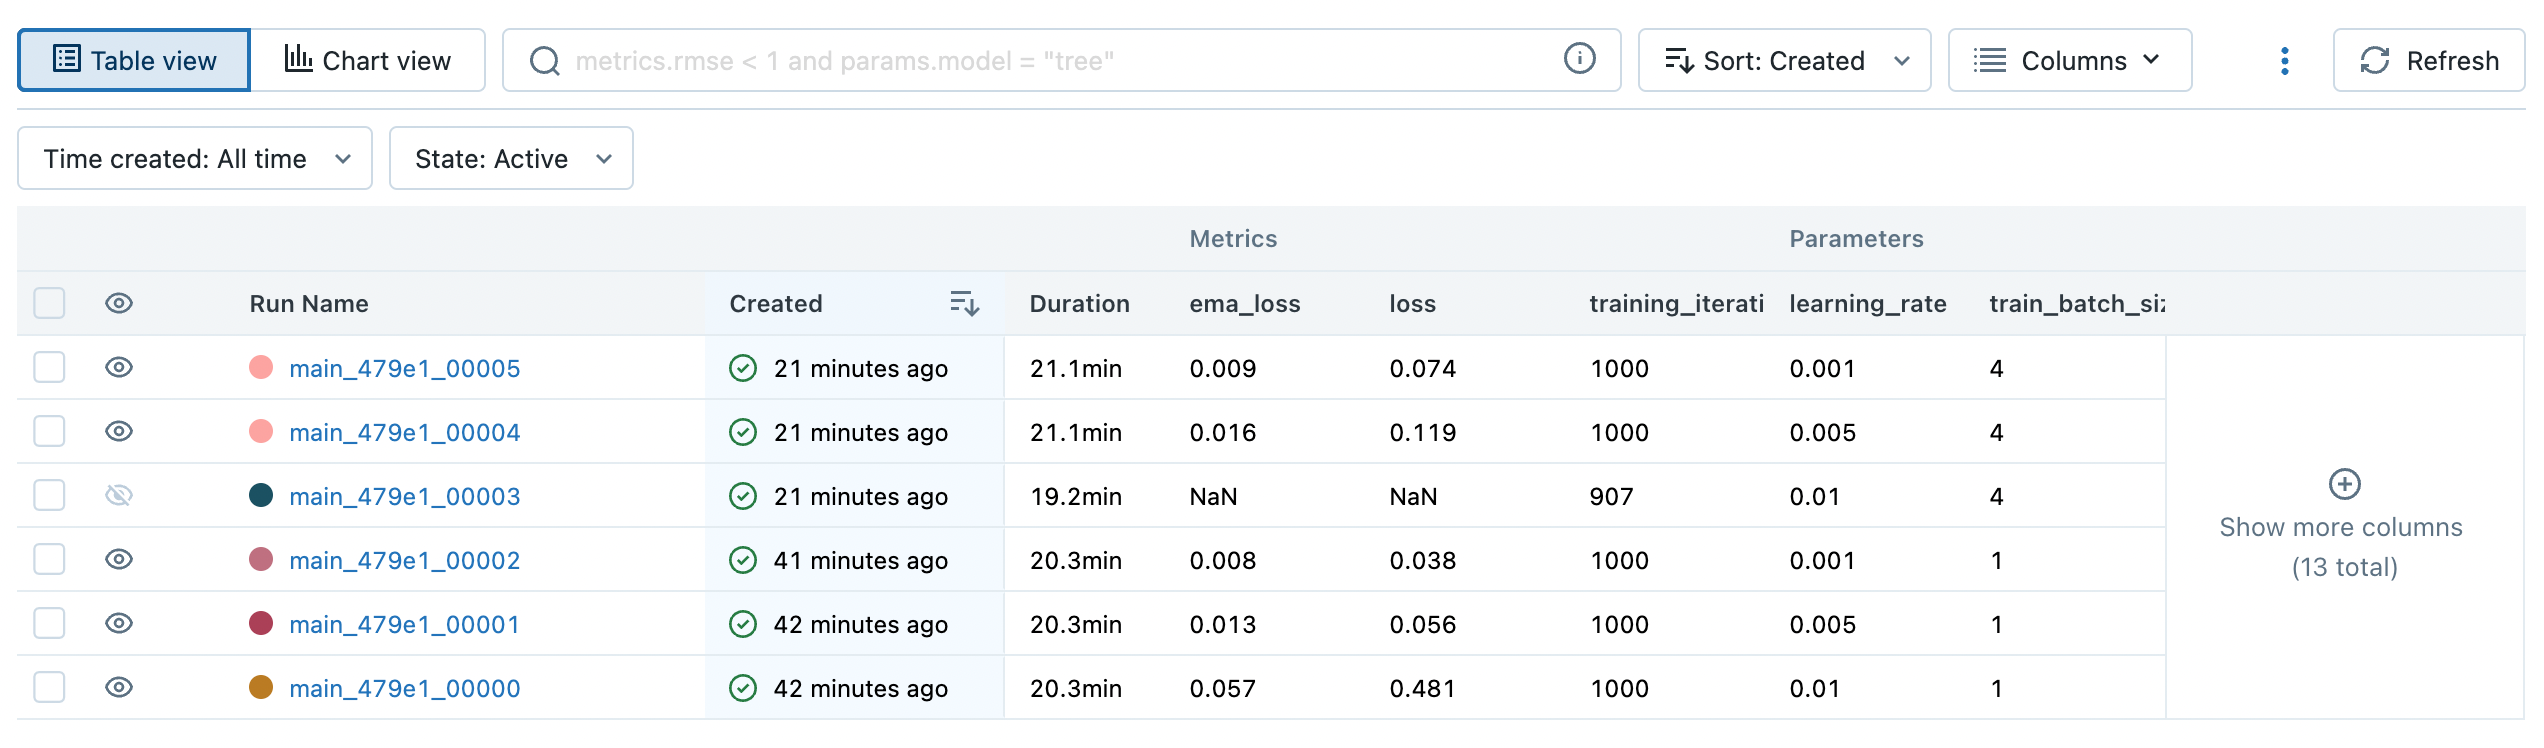 Table view Chart view metrics.rmse < 1 and params.model = "tree" Sort: Created Columns Refresh
Time created: All time State: Active
Metrics Parameters
Run Name Created Duration ema_loss loss training_iterati learning_rate train_batch_siz
main_479e1_00005 21 minutes ago 21.1min 0.009 0.074 1000 0.001 4
main_479e1_00004 21 minutes ago 21.1min 0.016 0.119 1000 0.005 4
main_479e1_00003 21 minutes ago 19.2min NaN NaN 907 0.01 4
main_479e1_00002 41 minutes ago 20.3min 0.008 0.038 1000 0.001 1
main_479e1_00001 42 minutes ago 20.3min 0.013 0.056 1000 0.005 1
main_479e1_00000 42 minutes ago 20.3min 0.057 0.481 1000 0.01 1
Show more columns
(13 total)